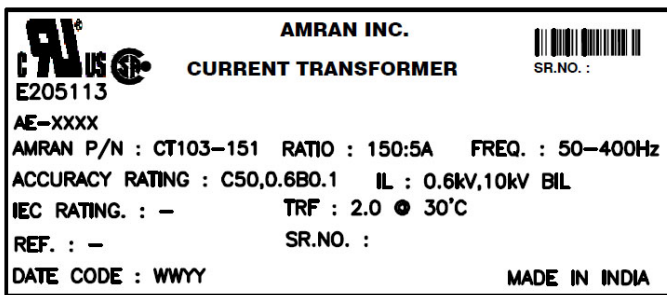 AMRAN INC.
CURRENT TRANSFORMER
SR.NO. :
C UR US ® SA
E205113
AE-XXXX
AMRAN P/N : CT103-151 RATIO : 150:5A FREQ. : 50-400Hz
ACCURACY RATING : C50,0.6B0.1 IL : 0.6kV,10kV BIL
IEC RATING. : - TRF : 2.0 @ 30°C
REF. : - SR.NO. :
DATE CODE : WWYY MADE IN INDIA